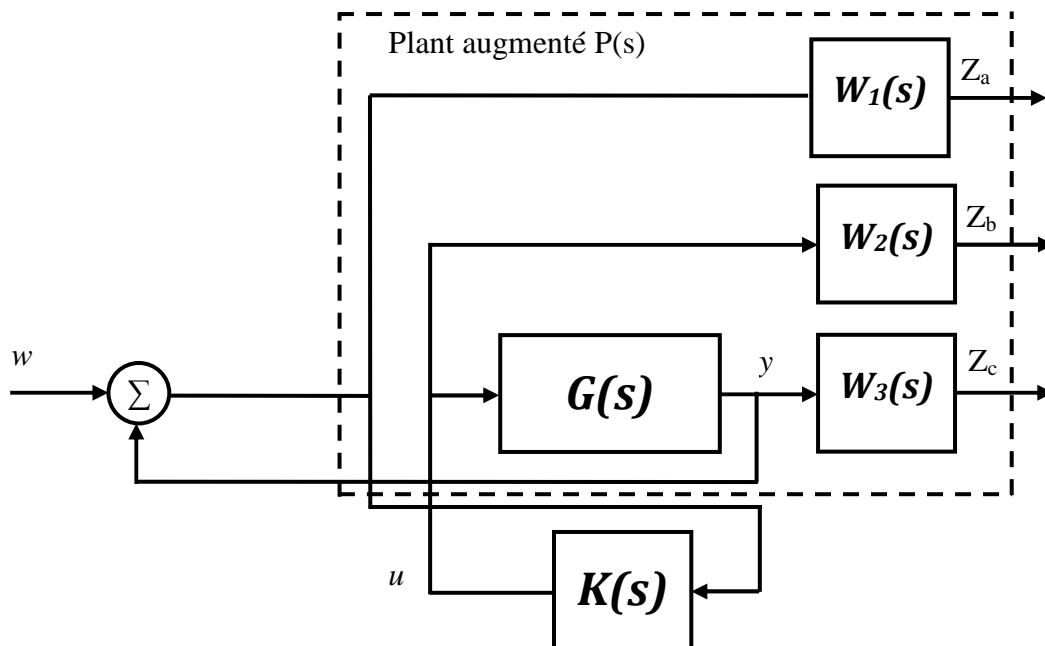 Plant augmenté P(s)
W₁(s)
Zₐ
W₂(s)
Z_b
w
∑
G(s)
y
W₃(s)
Z_c
u
K(s)